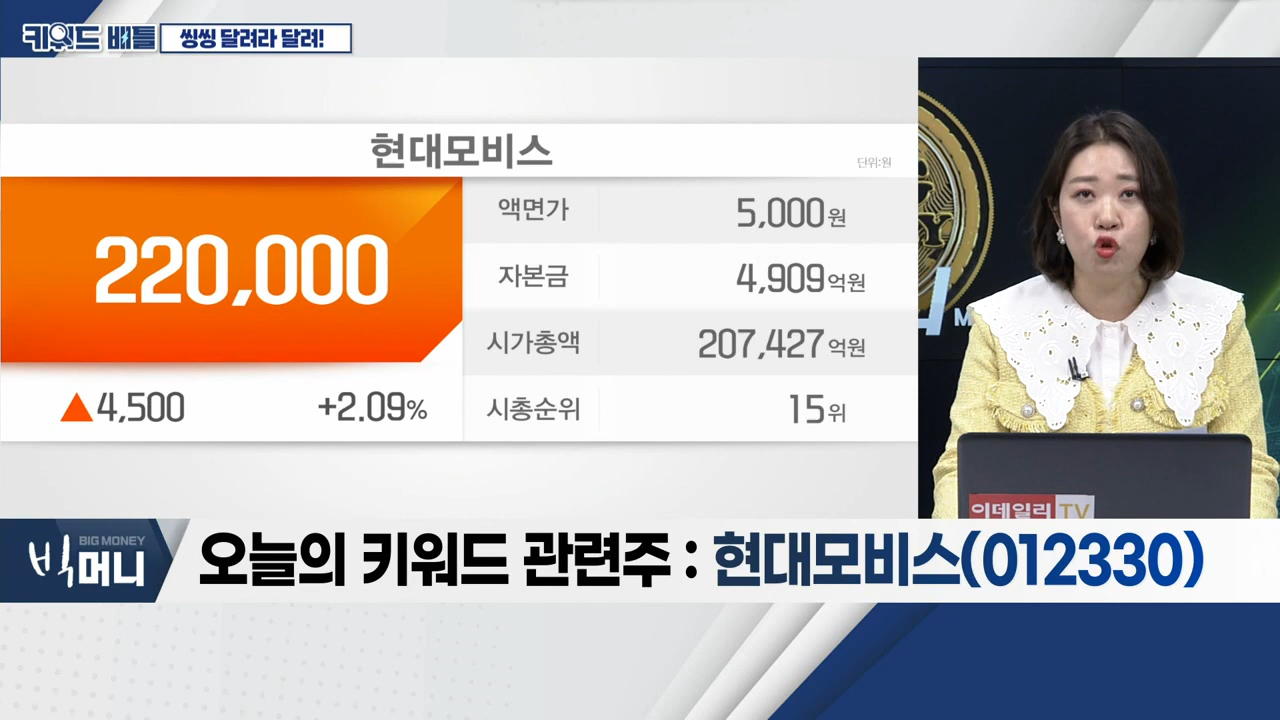 키워드 배틀 씽씽 달려라 달려!
현대모비스
단위:원
220,000
▲4,500 +2.09%
액면가 5,000원
자본금 4,909억원
시가총액 207,427억원
시총순위 15위
M
이데일리 TV
BIG MONEY
빅머니
오늘의 키워드 관련주 : 현대모비스(012330)